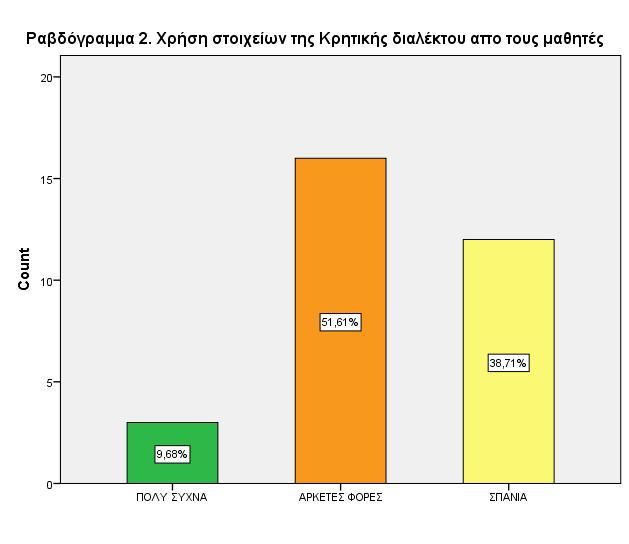 Ραβδόγραμμα 2. Χρήση στοιχείων της Κρητικής διαλέκτου απο τους μαθητές
20
15
10
5
0
Count
9,68%
51,61%
38,71%
ΠΟΛΥ ΣΥΧΝΑ
ΑΡΚΕΤΕΣ ΦΟΡΕΣ
ΣΠΑΝΙΑ